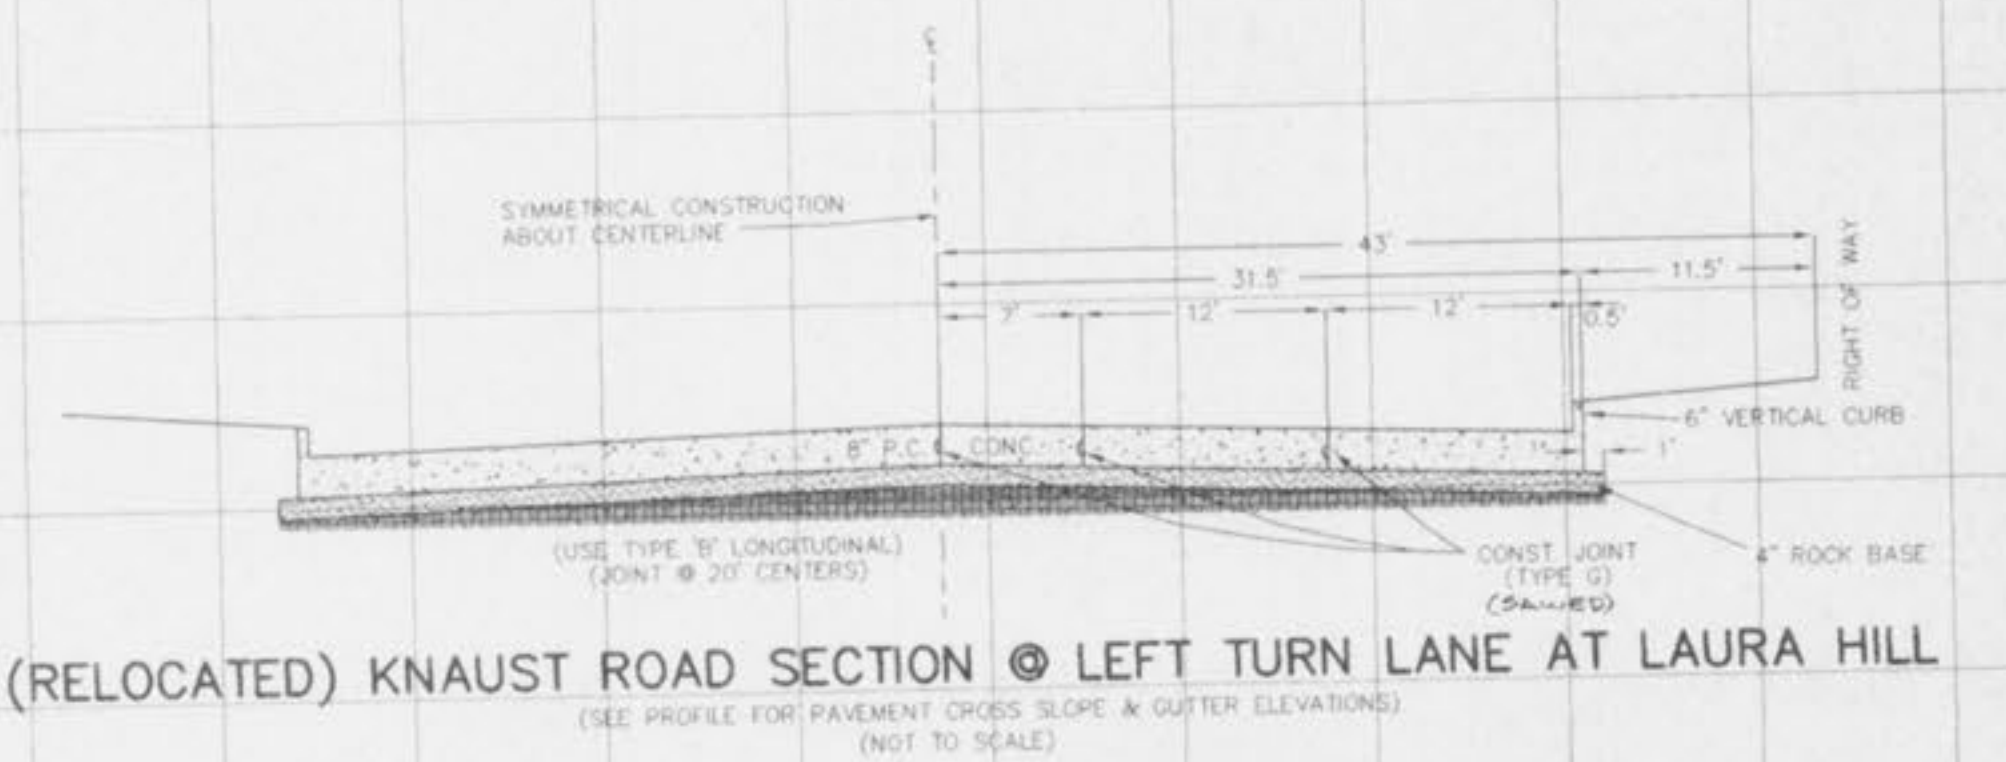 ℄
SYMMETRICAL CONSTRUCTION
ABOUT CENTERLINE
43'
31.5'
11.5'
7'
12'
12'
0.5'
RIGHT OF WAY
6" VERTICAL CURB
8" P.C. CONC.
1'
1'
(USE TYPE 'B' LONGITUDINAL)
(JOINT @ 20' CENTERS)
CONST. JOINT
(TYPE G)
(SAWED)
4" ROCK BASE
(RELOCATED) KNAUST ROAD SECTION @ LEFT TURN LANE AT LAURA HILL
(SEE PROFILE FOR PAVEMENT CROSS SLOPE & GUTTER ELEVATIONS)
(NOT TO SCALE)